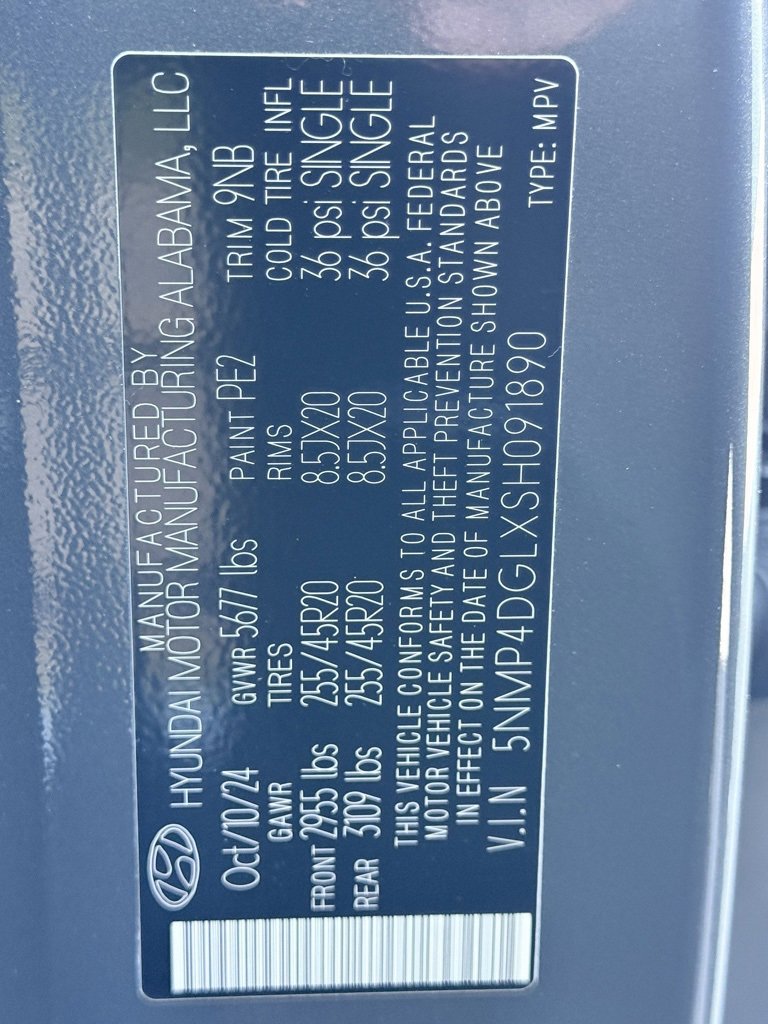 MANUFACTURED BY
HYUNDAI MOTOR MANUFACTURING ALABAMA, LLC
Oct/10/24 GVWR 5677 lbs PAINT PE2 TRIM 9NB
GAWR TIRES RIMS COLD TIRE INFL
FRONT 2955 lbs 255/45R20 8.5JX20 36 psi SINGLE
REAR 3109 lbs 255/45R20 8.5JX20 36 psi SINGLE
THIS VEHICLE CONFORMS TO ALL APPLICABLE U.S.A. FEDERAL
MOTOR VEHICLE SAFETY AND THEFT PREVENTION STANDARDS
IN EFFECT ON THE DATE OF MANUFACTURE SHOWN ABOVE
V.I.N 5NMP4DGLXSH091890
TYPE: MPV